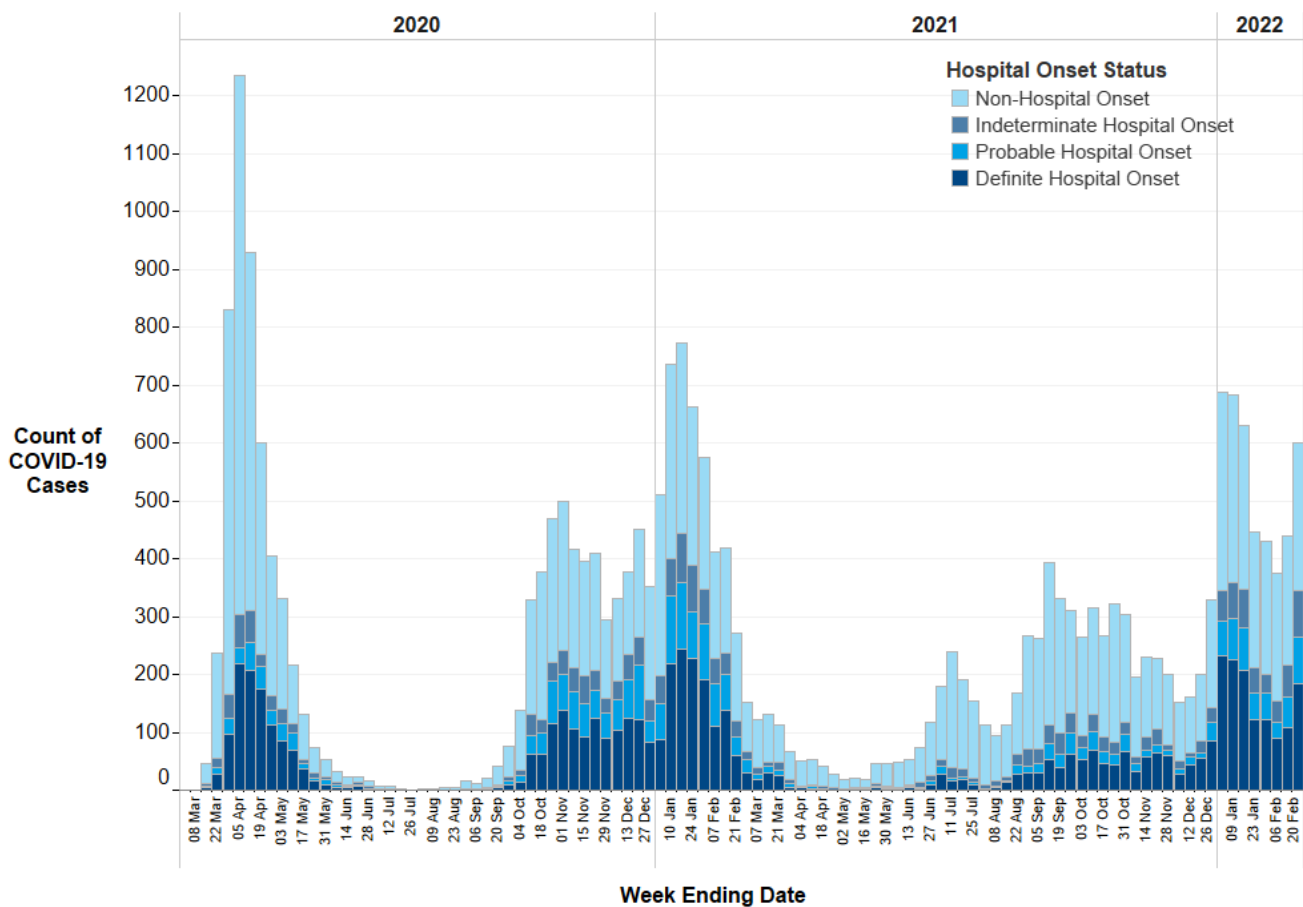 2020 2021 2022
Hospital Onset Status
Non-Hospital Onset
Indeterminate Hospital Onset
Probable Hospital Onset
Definite Hospital Onset
1200
1100
1000
900
800
700
600
500
400
300
200
100
0
Count of
COVID-19
Cases
08 Mar
22 Mar
05 Apr
19 Apr
03 May
17 May
31 May
14 Jun
28 Jun
12 Jul
26 Jul
09 Aug
23 Aug
06 Sep
20 Sep
04 Oct
18 Oct
01 Nov
15 Nov
29 Nov
13 Dec
27 Dec
10 Jan
24 Jan
07 Feb
21 Feb
07 Mar
21 Mar
04 Apr
18 Apr
02 May
16 May
30 May
13 Jun
27 Jun
11 Jul
25 Jul
08 Aug
22 Aug
05 Sep
19 Sep
03 Oct
17 Oct
31 Oct
14 Nov
28 Nov
12 Dec
26 Dec
09 Jan
23 Jan
06 Feb
20 Feb
Week Ending Date